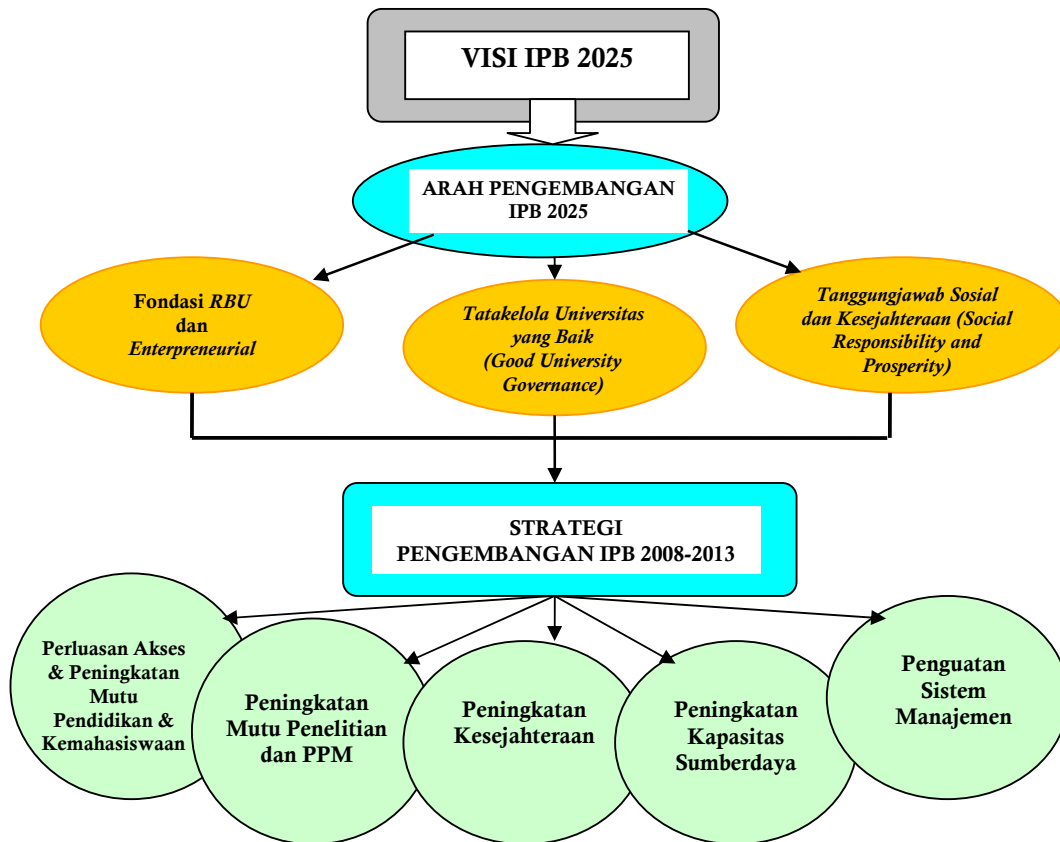 VISI IPB 2025
ARAH PENGEMBANGAN
IPB 2025
Fondasi RBU
dan
Enterpreneurial
Tatakelola Universitas
yang Baik
(Good University
Governance)
Tanggungjawab Sosial
dan Kesejahteraan (Social
Responsibility and
Prosperity)
STRATEGI
PENGEMBANGAN IPB 2008-2013
Perluasan Akses
& Peningkatan
Mutu
Pendidikan &
Kemahasiswaan
Peningkatan
Mutu Penelitian
dan PPM
Peningkatan
Kesejahteraan
Peningkatan
Kapasitas
Sumberdaya
Penguatan
Sistem
Manajemen